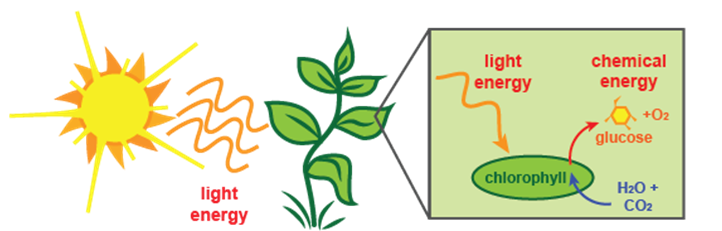 light
energy
light
energy
chemical
energy
+O₂
glucose
chlorophyll
H₂O +
CO₂